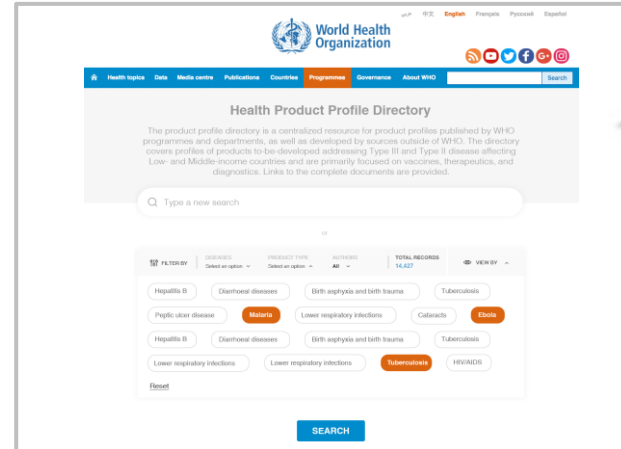 عربي 中文 English Français Русский Español
World Health
Organization
Health topics Data Media centre Publications Countries Programmes Governance About WHO Search
Health Product Profile Directory
The product profile directory is a centralized resource for product profiles published by WHO
programmes and departments, as well as developed by sources outside of WHO. The directory
covers profiles of products to-be-developed addressing Type III and Type II disease affecting
Low- and Middle-income countries and are primarily focused on vaccines, therapeutics, and
diagnostics. Links to the complete documents are provided.
Type a new search
or
FILTER BY DISEASES PRODUCT TYPE AUTHORS TOTAL RECORDS VIEW BY
Select an option Select an option All 14,427
Hepatitis B Diarrhoeal diseases Birth asphyxia and birth trauma Tuberculosis
Peptic ulcer disease Malaria Lower respiratory infections Cataracts Ebola
Hepatitis B Diarrhoeal diseases Birth asphyxia and birth trauma Tuberculosis
Lower respiratory infections Lower respiratory infections Tuberculosis HIV/AIDS
Reset
SEARCH